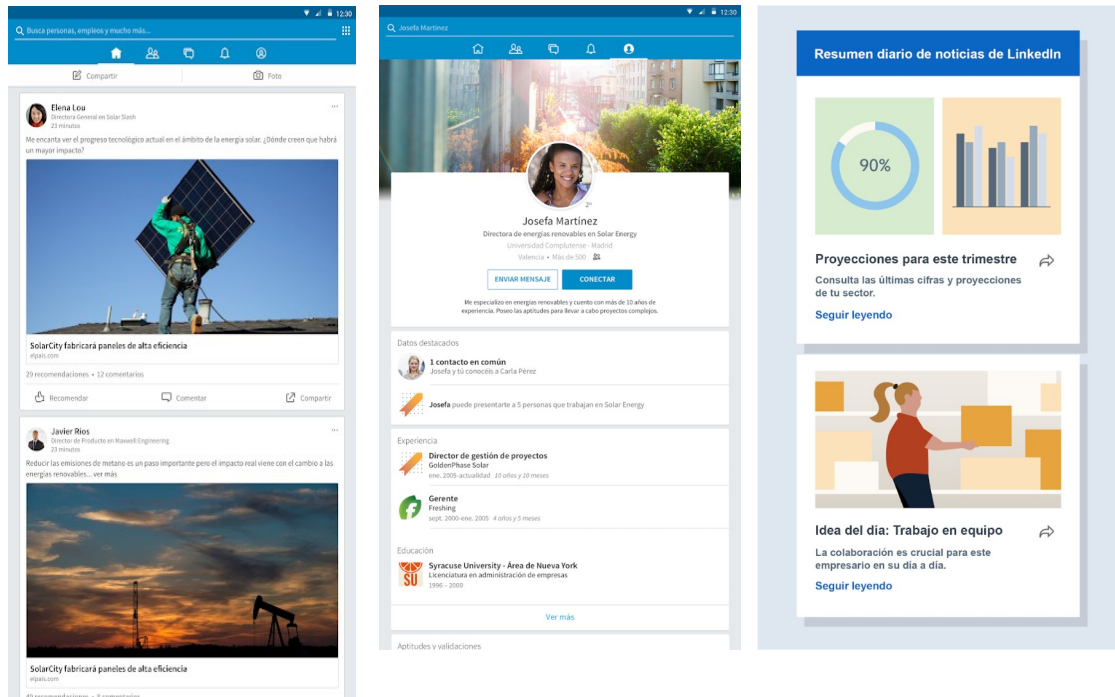 12:30
Busca personas, empleos y mucho más...
Compartir
Foto
Elena Lou
Directora General en Solar Slash
23 minutos
Me encanta ver el progreso tecnológico actual en el ámbito de la energía solar. ¿Dónde creen que habrá
un mayor impacto?
SolarCity fabricará paneles de alta eficiencia
elpais.com
29 recomendaciones • 12 comentarios
Recomendar
Comentar
Compartir
Javier Ríos
Director de Producto en Maxwell Engineering
23 minutos
Reducir las emisiones de metano es un paso importante pero el impacto real viene con el cambio a las
energías renovables... ver más
SolarCity fabricará paneles de alta eficiencia
elpais.com
12:30
Josefa Martínez
2º
Josefa Martínez
Directora de energías renovables en Solar Energy
Universidad Complutense - Madrid
Valencia • Más de 500
ENVIAR MENSAJE
CONECTAR
Me especializo en energías renovables y cuento con más de 10 años de
experiencia. Poseo las aptitudes para llevar a cabo proyectos complejos.
Datos destacados
1 contacto en común
Josefa y tú conocéis a Carla Pérez
Josefa puede presentarte a 5 personas que trabajan en Solar Energy
Experiencia
Director de gestión de proyectos
GoldenPhase Solar
ene. 2005-actualidad 10 años y 10 meses
Gerente
Freshing
sept. 2000-ene. 2005 4 años y 5 meses
Educación
SU
Syracuse University - Área de Nueva York
Licenciatura en administración de empresas
1996 – 2000
Ver más
Aptitudes y validaciones
Resumen diario de noticias de LinkedIn
90%
Proyecciones para este trimestre
Consulta las últimas cifras y proyecciones
de tu sector.
Seguir leyendo
Idea del día: Trabajo en equipo
La colaboración es crucial para este
empresario en su día a día.
Seguir leyendo